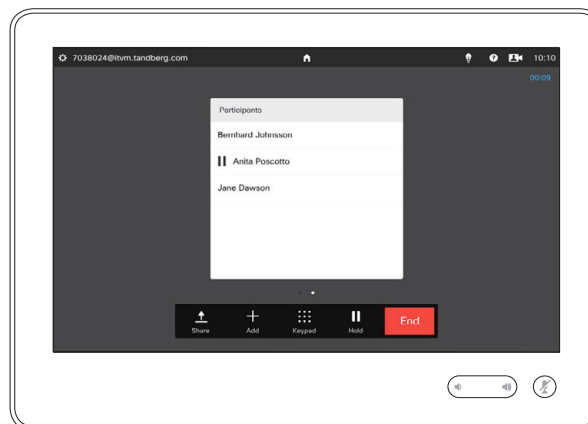 7038024@itvm.tandberg.com 10:10
00:09
Participants
Bernhard Johnsson
Anita Poscotto
Jane Dawson
Share Add Keypad Hold End